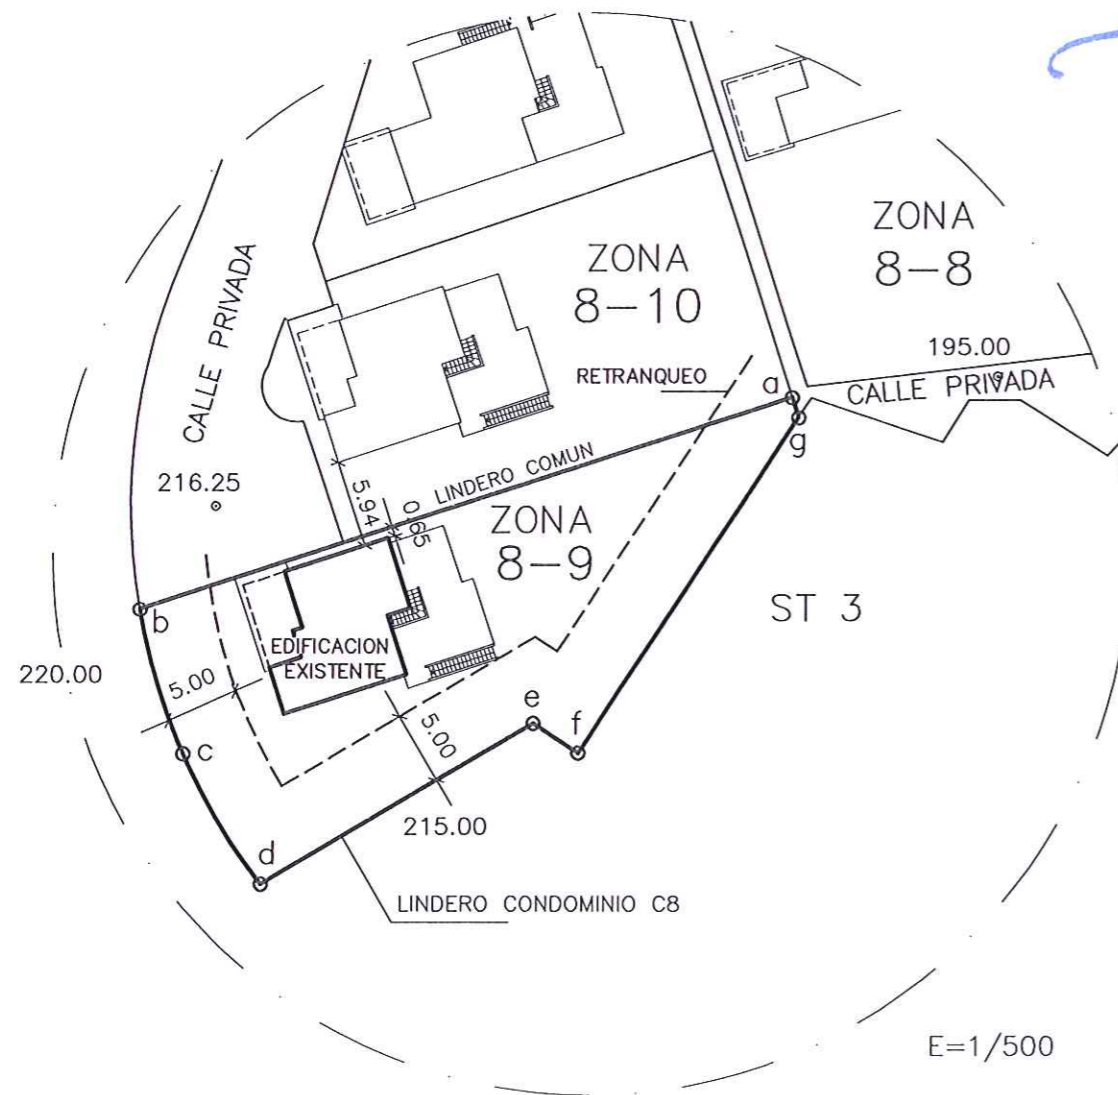 ZONA
8-8
ZONA
8-10
CALLE PRIVADA
195.00
RETRANQUEO
a
CALLE PRIVADA
g
LINDERO COMUN
216.25
5.94
0.65
ZONA
8-9
ST 3
b
EDIFICACION
EXISTENTE
220.00
5.00
e
f
c
5.00
215.00
d
LINDERO CONDOMINIO C8
E=1/500